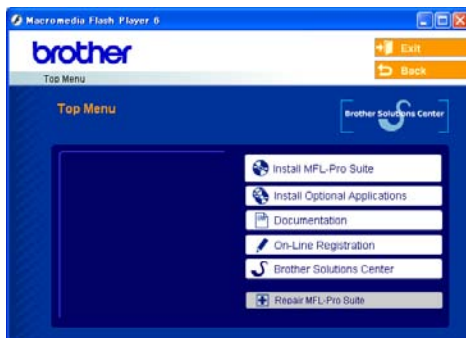 Macromedia Flash Player 6
brother
Exit
Back
Top Menu
Top Menu
Brother Solutions Center
Install MFL-Pro Suite
Install Optional Applications
Documentation
On-Line Registration
Brother Solutions Center
Repair MFL-Pro Suite